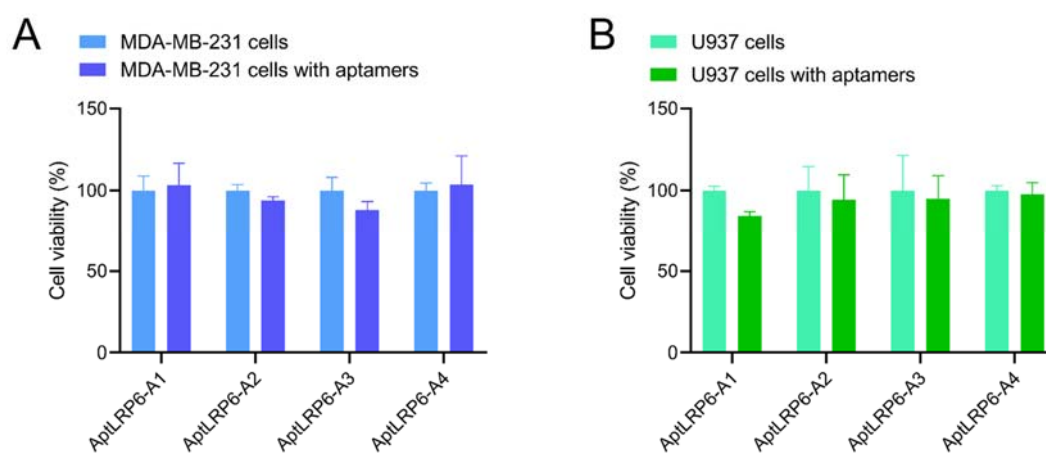 A
MDA-MB-231 cells
MDA-MB-231 cells with aptamers
Cell viability (%)
150
100
50
0
AptLRP6-A1
AptLRP6-A2
AptLRP6-A3
AptLRP6-A4
B
U937 cells
U937 cells with aptamers
Cell viability (%)
150
100
50
0
AptLRP6-A1
AptLRP6-A2
AptLRP6-A3
AptLRP6-A4